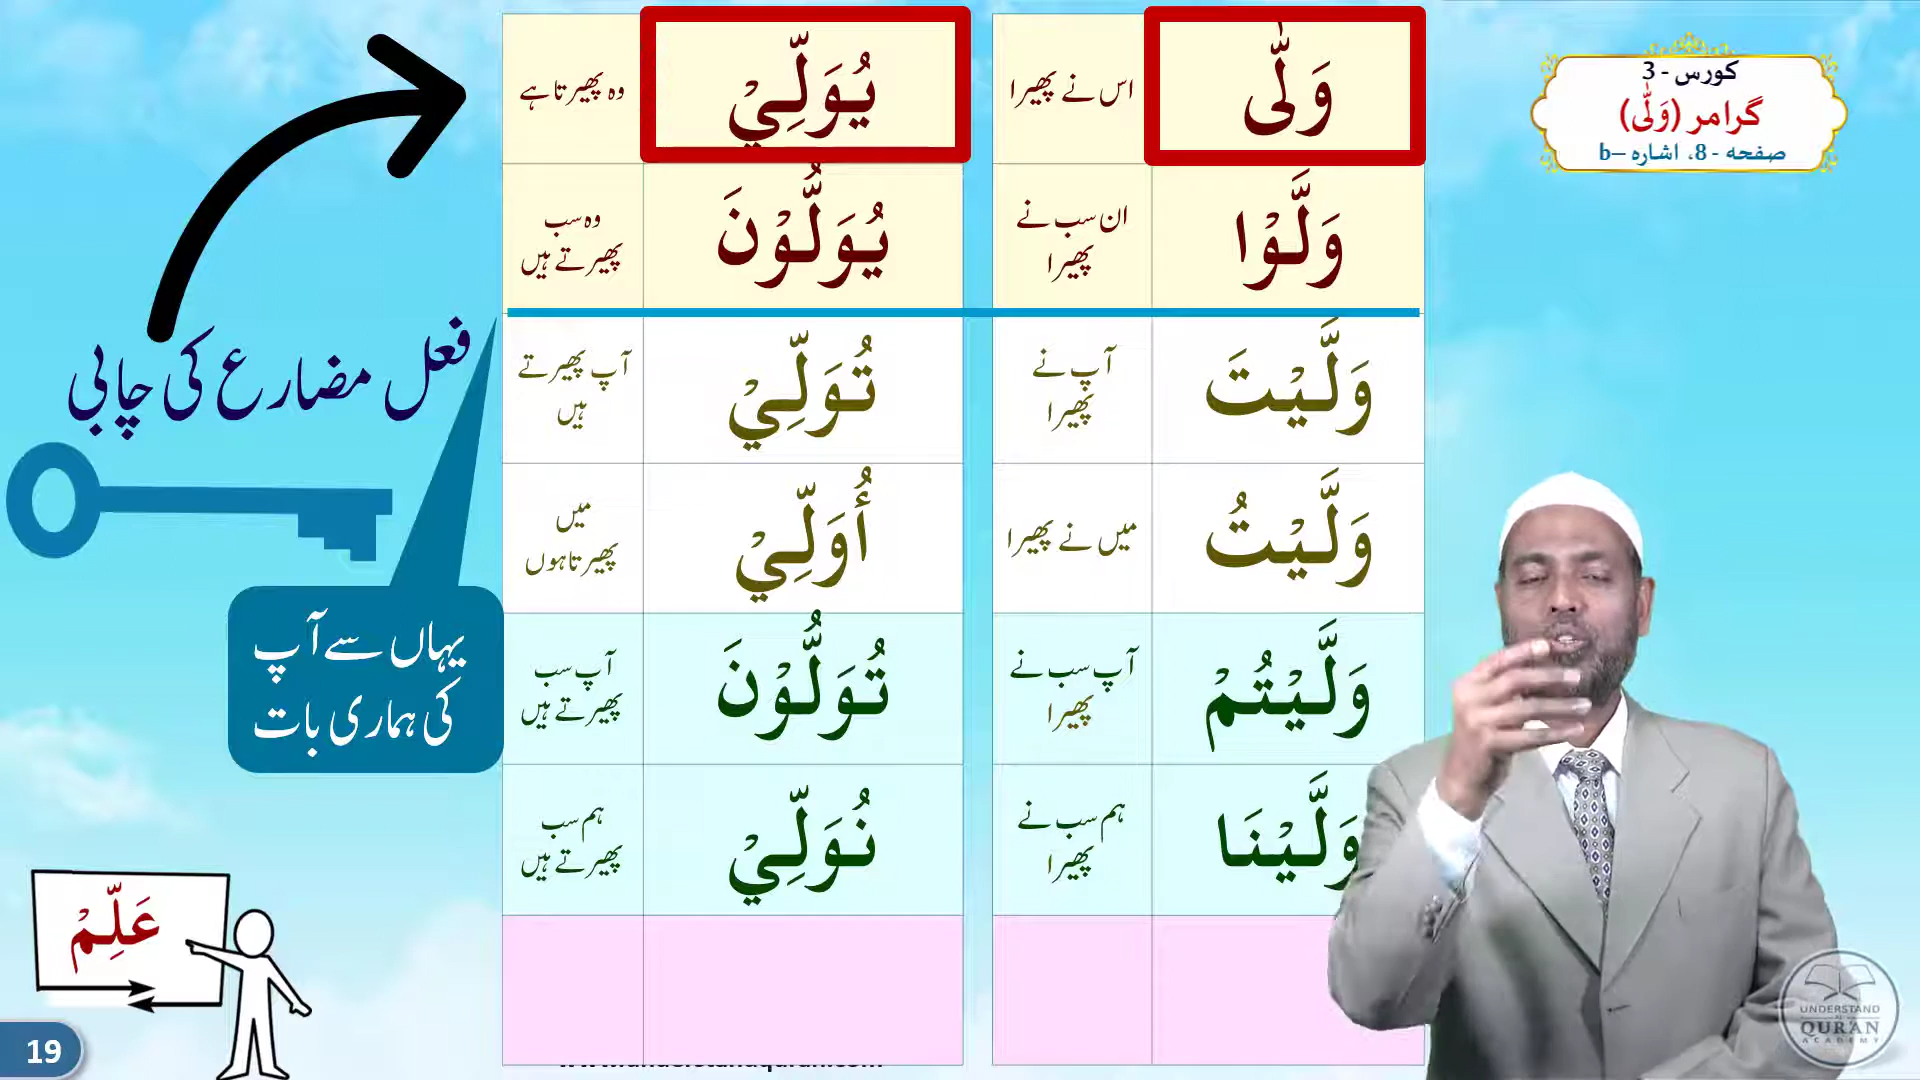 کورس - 3
گرامر (وَلّٰی)
صفحہ - 8، اشارہ –b
وَلّٰى
اس نے پھیرا
يُوَلِّيْ
وہ پھیرتا ہے
وَلَّوْا
ان سب نے
پھیرا
يُوَلُّوْنَ
وہ سب
پھیرتے ہیں
وَلَّيْتَ
آپ نے
پھیرا
تُوَلِّيْ
آپ پھیرتے
ہیں
وَلَّيْتُ
میں نے پھیرا
أُوَلِّيْ
میں
پھیرتا ہوں
وَلَّيْتُمْ
آپ سب نے
پھیرا
تُوَلُّوْنَ
آپ سب
پھیرتے ہیں
وَلَّيْنَا
ہم سب نے
پھیرا
نُوَلِّيْ
ہم سب
پھیرتے ہیں
فعل مضارع کی چابی
یہاں سے آپ
کی ہماری بات
عَلِّمْ
19
UNDERSTAND
QURAN
ACADEMY